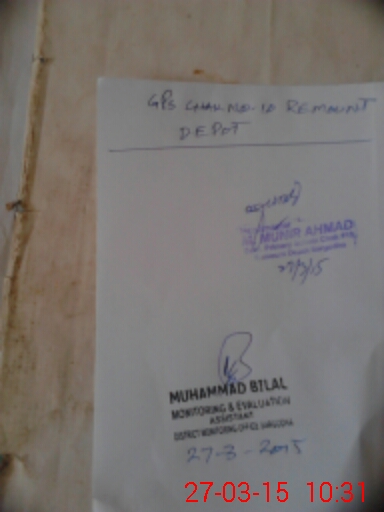 GPS CHAK NO 10 REMOUNT
DEPOT
MUNIR AHMAD
27/3/15
MUHAMMAD BILAL
MONITORING & EVALUATION
ASSISTANT
DISTRICT MONITORING OFFICE SARGODHA
27-3-2015
27-03-15 10:31